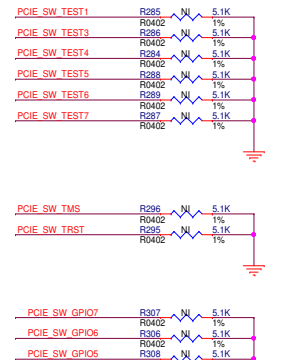 PCIE_SW_TEST1 R285 NI 5.1K
R0402 1%
PCIE_SW_TEST3 R286 NI 5.1K
R0402 1%
PCIE_SW_TEST4 R284 NI 5.1K
R0402 1%
PCIE_SW_TEST5 R288 NI 5.1K
R0402 1%
PCIE_SW_TEST6 R289 NI 5.1K
R0402 1%
PCIE_SW_TEST7 R287 NI 5.1K
R0402 1%
PCIE_SW_TMS R296 NI 5.1K
R0402 1%
PCIE_SW_TRST R295 NI 5.1K
R0402 1%
PCIE_SW_GPIO7 R307 NI 5.1K
R0402 1%
PCIE_SW_GPIO6 R306 NI 5.1K
R0402 1%
PCIE_SW_GPIO5 R308 NI 5.1K